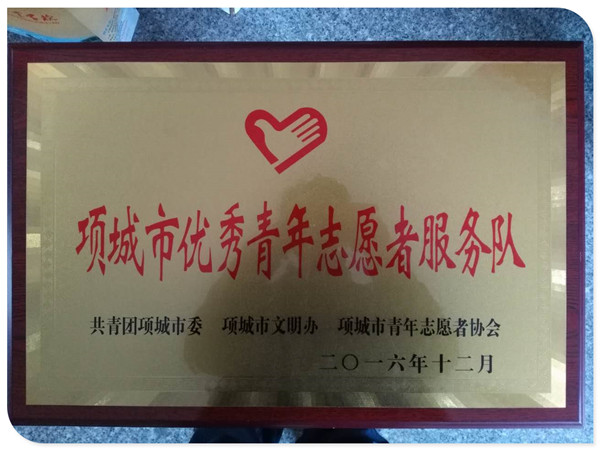 项城市优秀青年志愿者服务队
共青团项城市委 项城市文明办 项城市青年志愿者协会
二〇一六年十二月